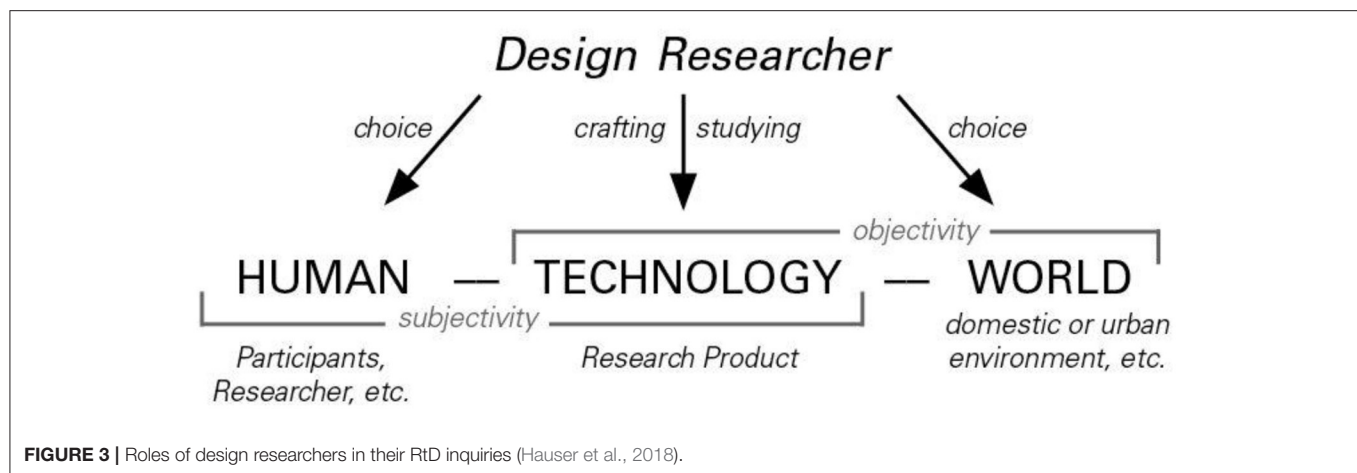 Design Researcher
choice crafting studying choice
objectivity
HUMAN — TECHNOLOGY — WORLD
subjectivity
domestic or urban
environment, etc.
Participants,
Researcher, etc.
Research Product
FIGURE 3 | Roles of design researchers in their RtD inquiries (Hauser et al., 2018).